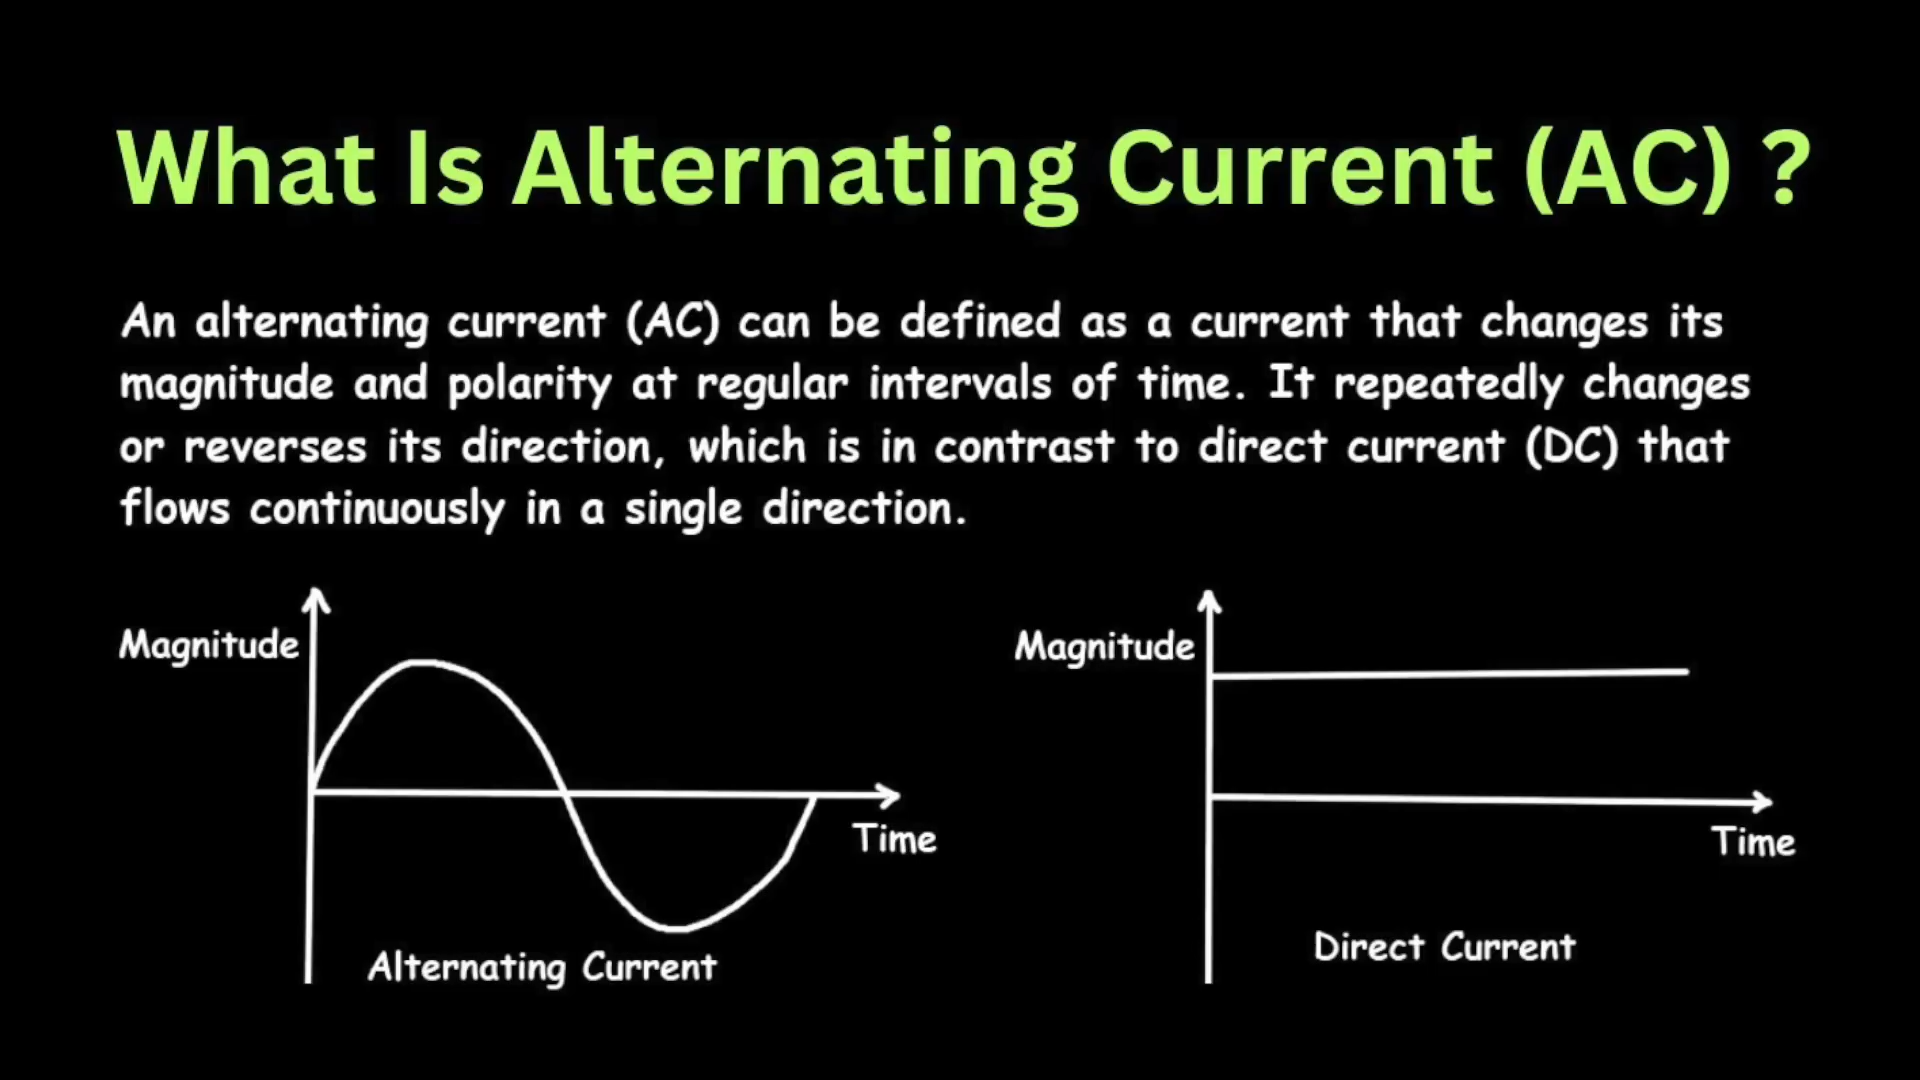 What Is Alternating Current (AC) ?
An alternating current (AC) can be defined as a current that changes its
magnitude and polarity at regular intervals of time. It repeatedly changes
or reverses its direction, which is in contrast to direct current (DC) that
flows continuously in a single direction.
Magnitude
Time
Alternating Current
Magnitude
Time
Direct Current